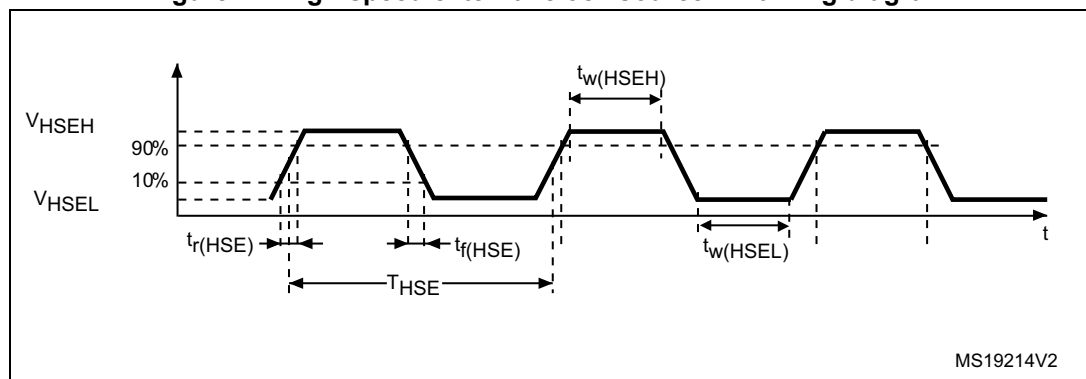 tw(HSEH)
VHSEH
90%
10%
VHSEL
tr(HSE)
tf(HSE)
tw(HSEL)
t
THSE
MS19214V2